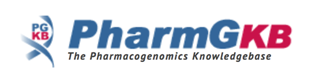 PG
KB
PharmGKB
The Pharmacogenomics Knowledgebase